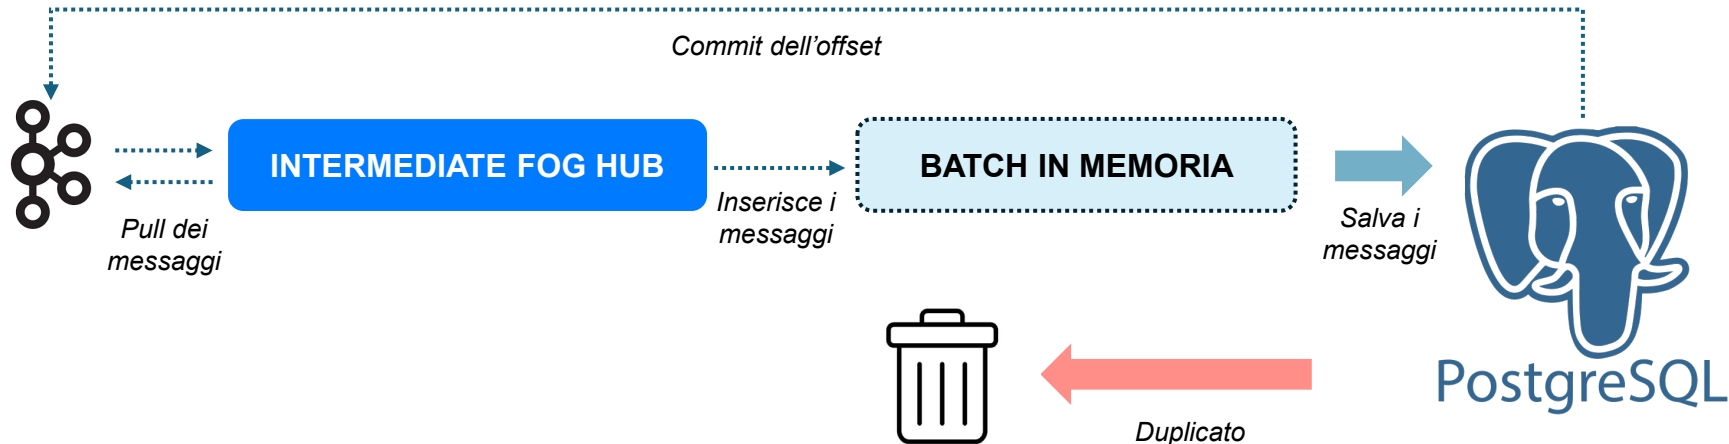 Commit dell'offset
INTERMEDIATE FOG HUB
BATCH IN MEMORIA
Pull dei
messaggi
Inserisce i
messaggi
Salva i
messaggi
PostgreSQL
Duplicato